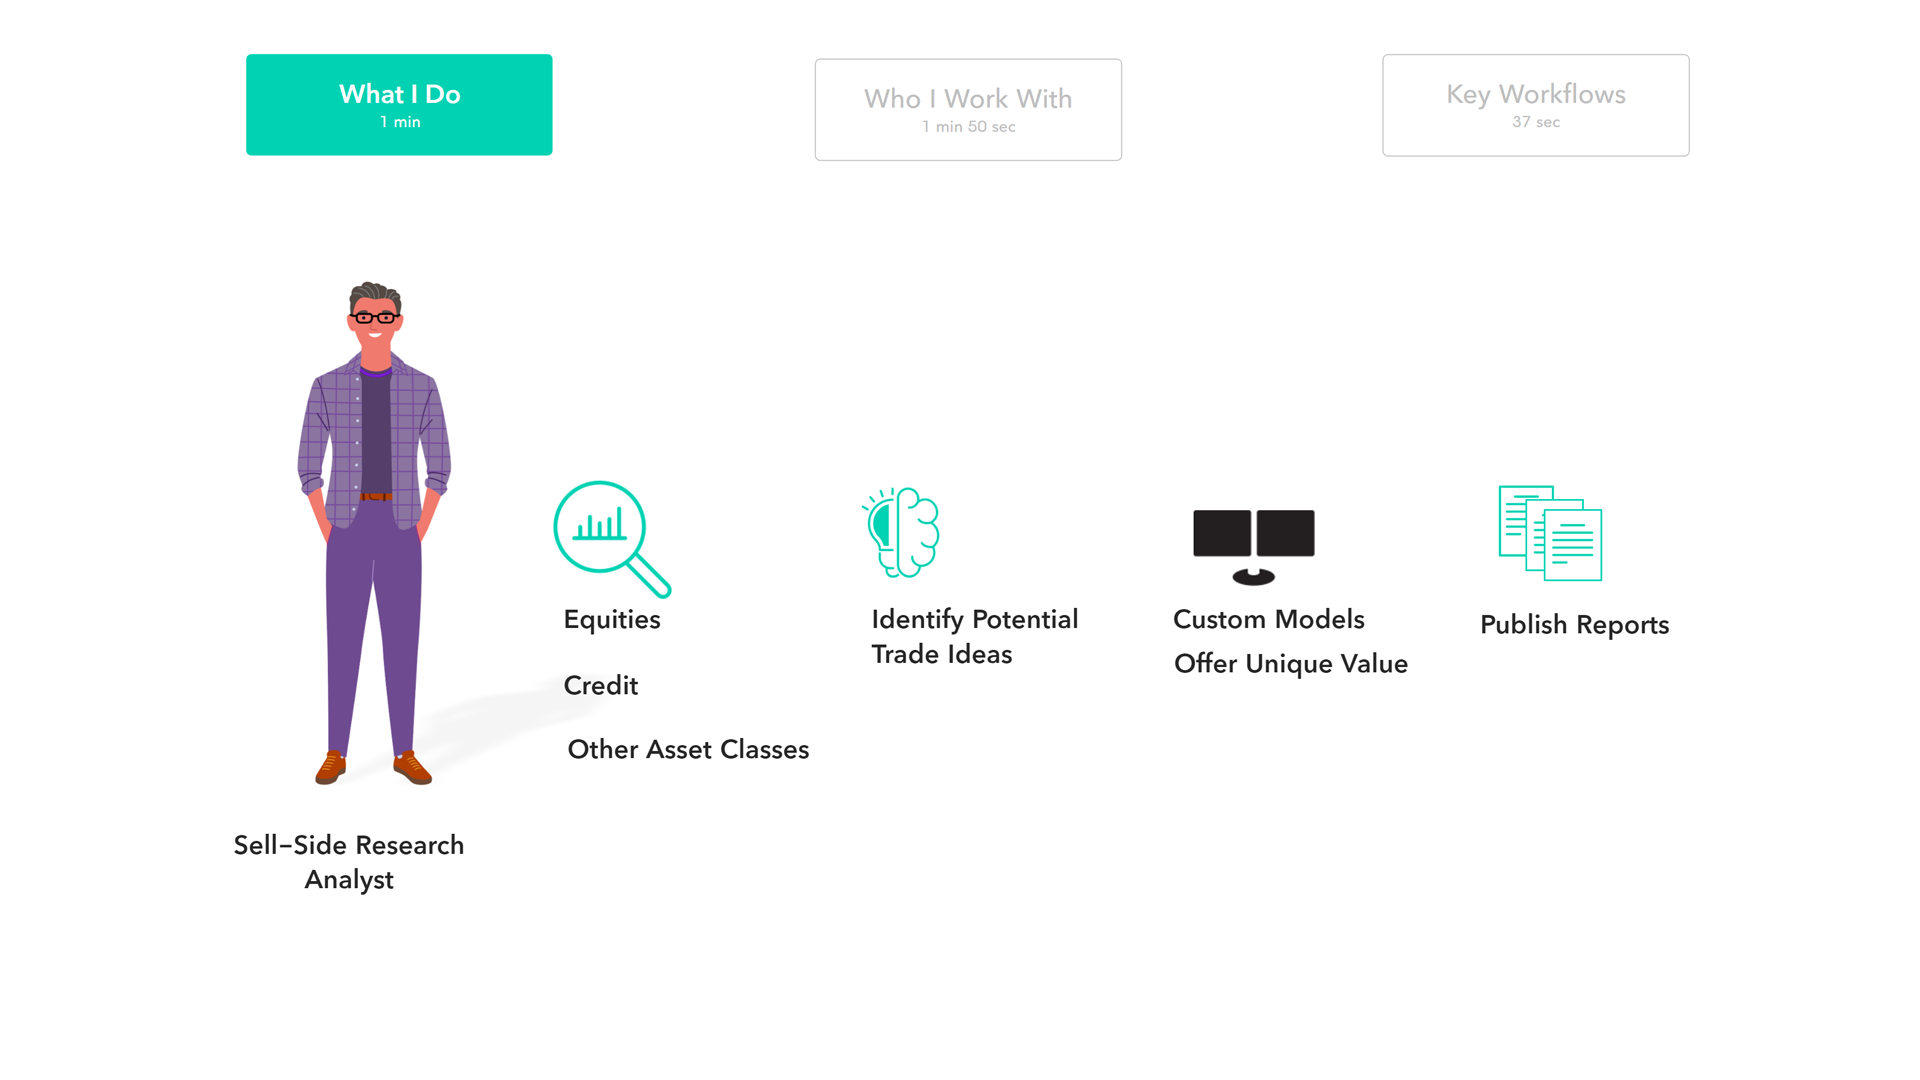 What I Do
1 min
Who I Work With
1 min 50 sec
Key Workflows
37 sec
Equities
Credit
Other Asset Classes
Identify Potential
Trade Ideas
Custom Models
Offer Unique Value
Publish Reports
Sell–Side Research
Analyst